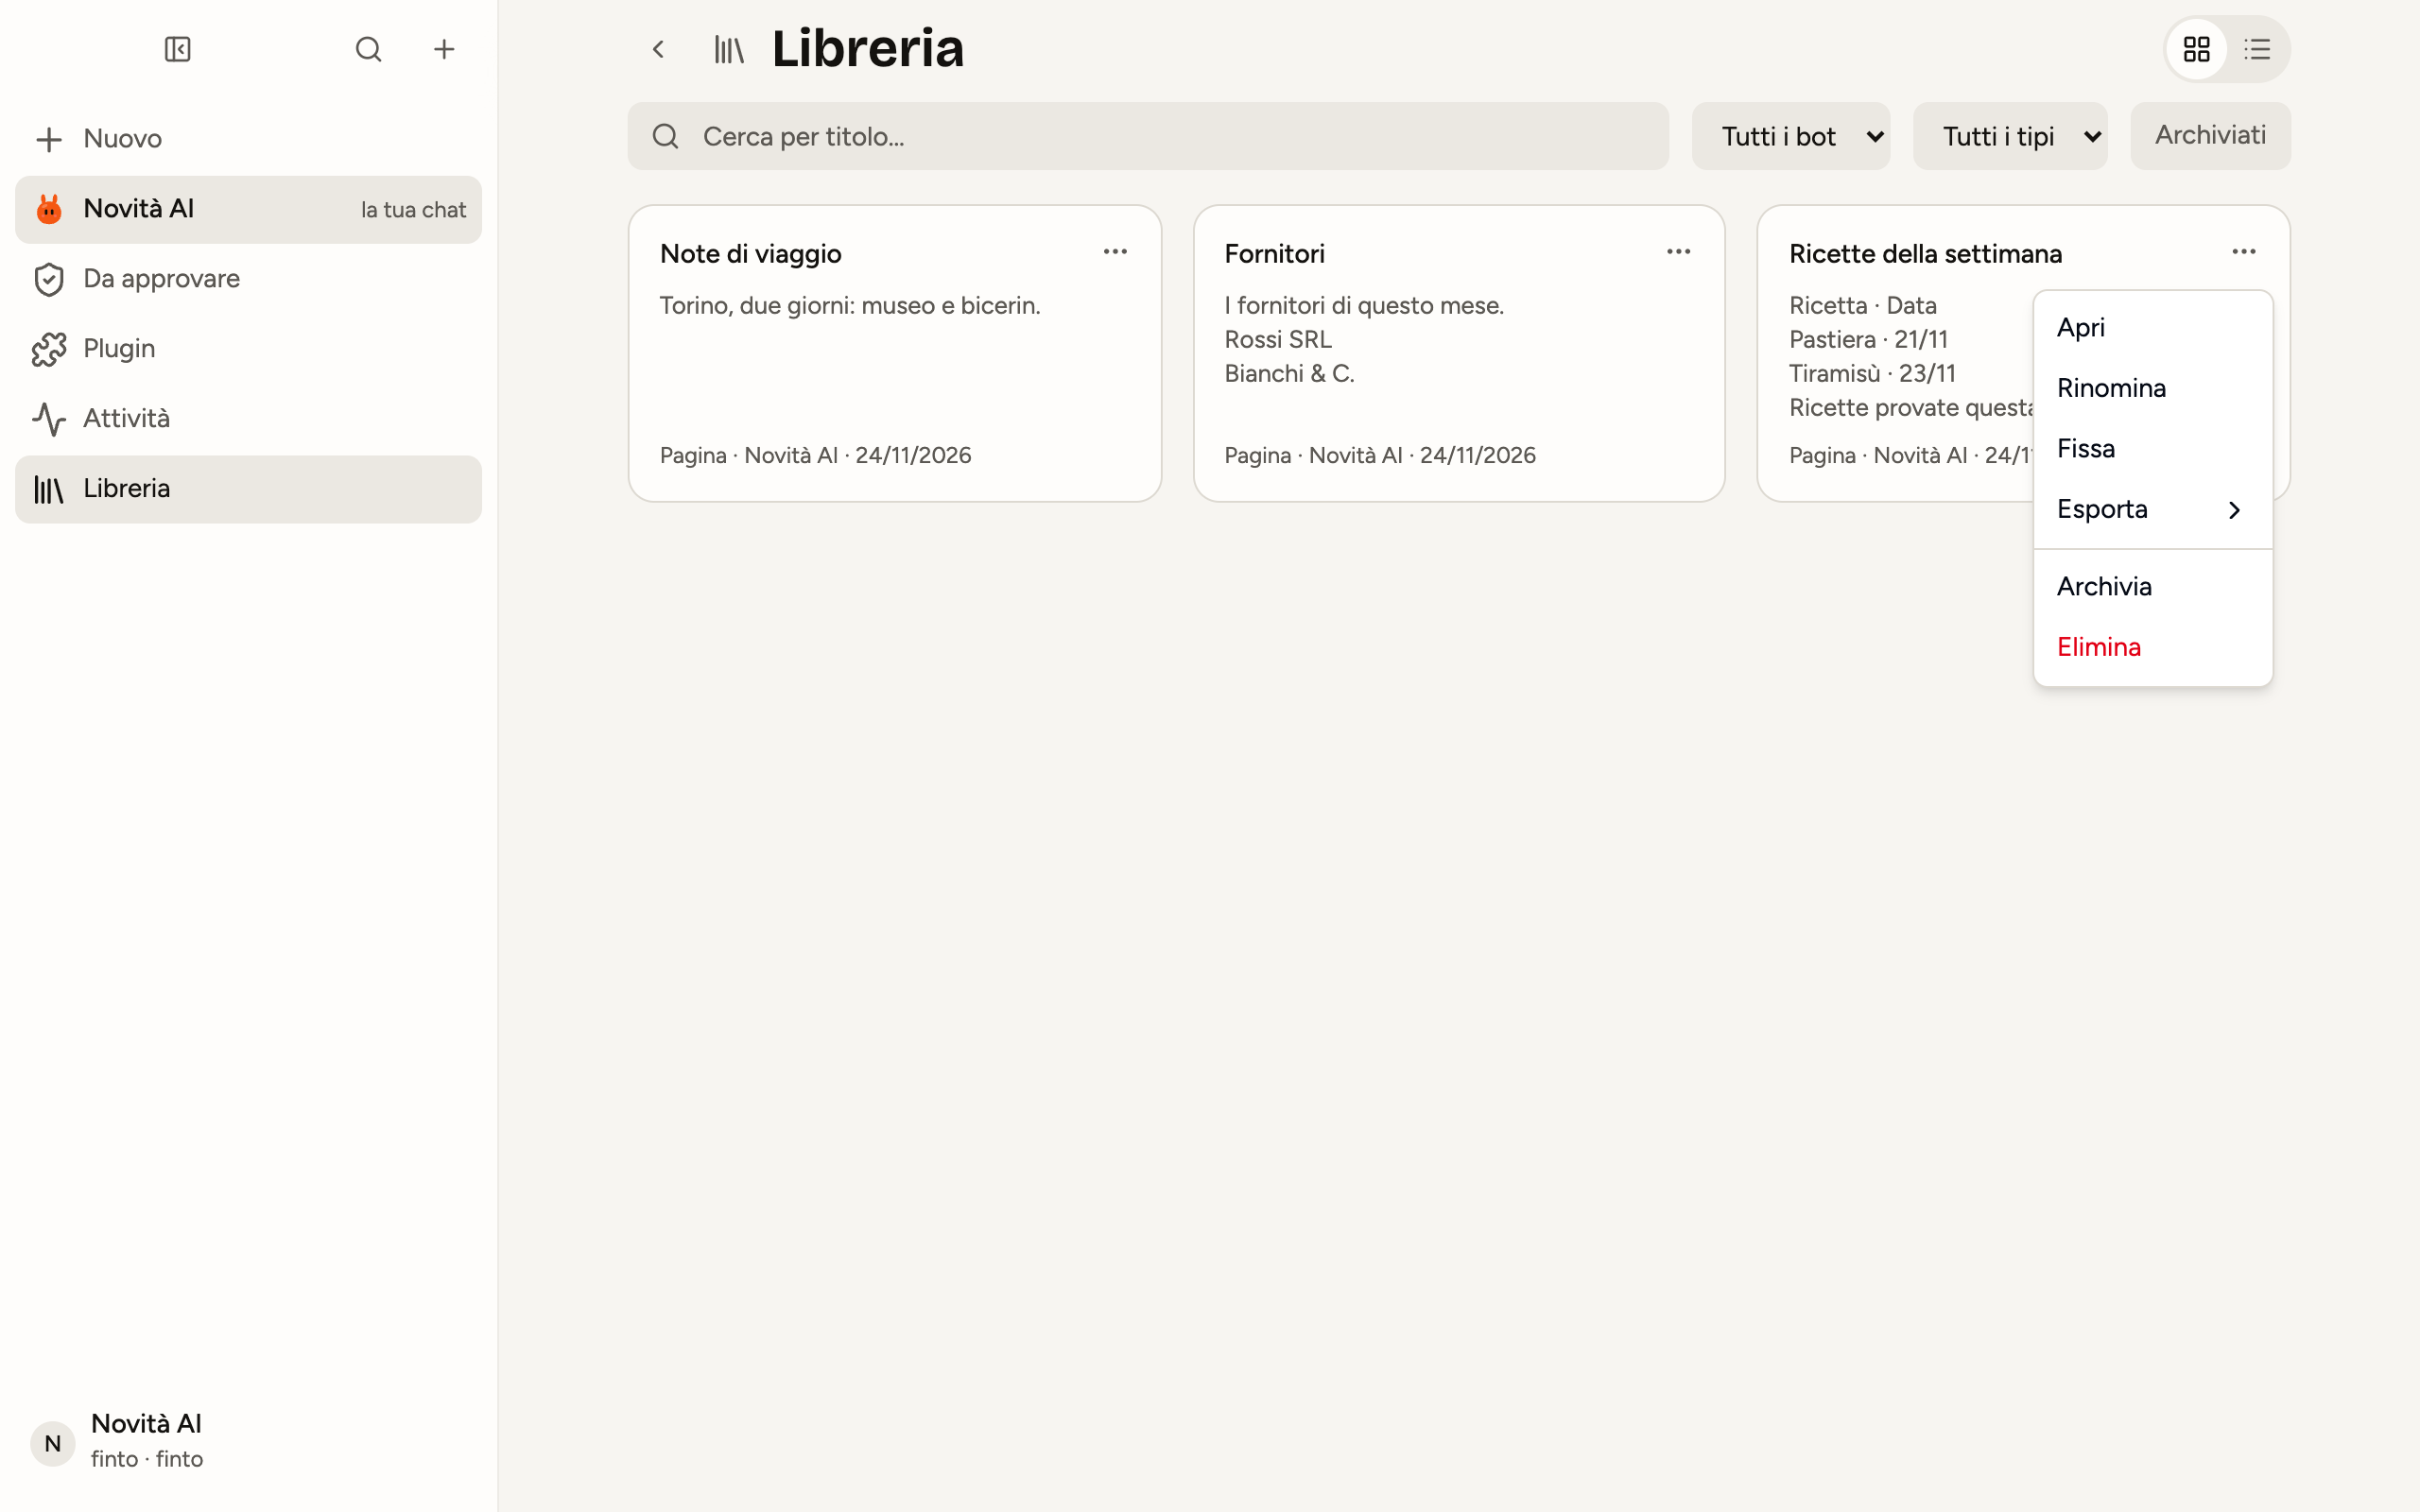 Nuovo
Novità AI la tua chat
Da approvare
Plugin
Attività
Libreria
N
Novità AI
finto · finto
Libreria
Cerca per titolo...
Tutti i bot
Tutti i tipi
Archiviati
Note di viaggio
Torino, due giorni: museo e bicerin.
Pagina · Novità AI · 24/11/2026
Fornitori
I fornitori di questo mese.
Rossi SRL
Bianchi & C.
Pagina · Novità AI · 24/11/2026
Ricette della settimana
Ricetta · Data
Pastiera · 21/11
Tiramisù · 23/11
Ricette provate questa
Pagina · Novità AI · 24/1
Apri
Rinomina
Fissa
Esporta
Archivia
Elimina